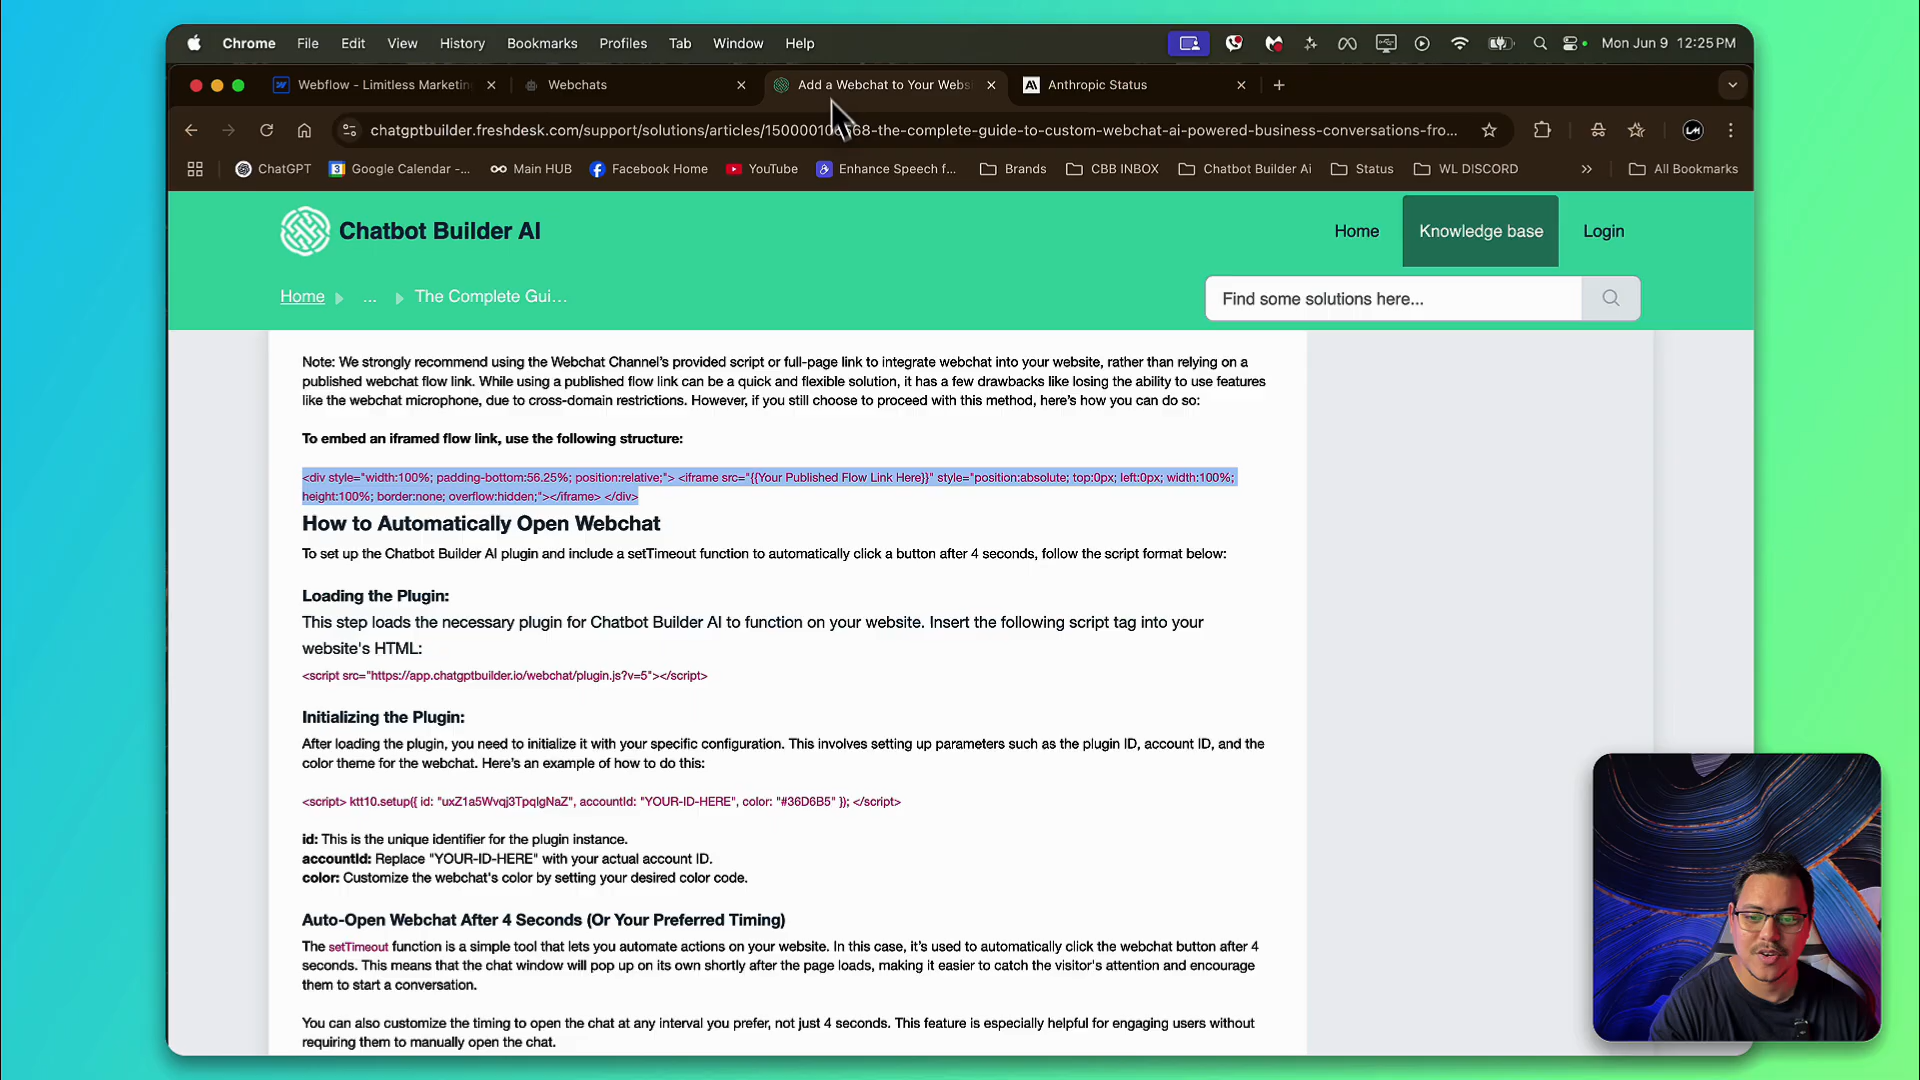 Chrome File Edit View History Bookmarks Profiles Tab Window Help Mon Jun 9 12:25 PM
Webflow - Limitless Marketin
Webchats
Add a Webchat to Your Webs
Anthropic Status
chatgptbuilder.freshdesk.com/support/solutions/articles/150000 68-the-complete-guide-to-custom-webchat-ai-powered-business-conversations-fro...
ChatGPT Google Calendar -... Main HUB Facebook Home YouTube Enhance Speech f... Brands CBB INBOX Chatbot Builder Ai Status WL DISCORD » All Bookmarks
Chatbot Builder AI
Home Knowledge base Login
Home ... The Complete Gui...
Find some solutions here...
Note: We strongly recommend using the Webchat Channel's provided script or full-page link to integrate webchat into your website, rather than relying on a
published webchat flow link. While using a published flow link can be a quick and flexible solution, it has a few drawbacks like losing the ability to use features
like the webchat microphone, due to cross-domain restrictions. However, if you still choose to proceed with this method, here's how you can do so:
To embed an iframed flow link, use the following structure:
<div style="width:100%; padding-bottom:56.25%; position:relative;"> <iframe src="{{Your Published Flow Link Here}}" style="position:absolute; top:0px; left:0px; width:100%;
height:100%; border:none; overflow:hidden;"></iframe> </div>
How to Automatically Open Webchat
To set up the Chatbot Builder AI plugin and include a setTimeout function to automatically click a button after 4 seconds, follow the script format below:
Loading the Plugin:
This step loads the necessary plugin for Chatbot Builder AI to function on your website. Insert the following script tag into your
website's HTML:
<script src="https://app.chatgptbuilder.io/webchat/plugin.js?v=5"></script>
Initializing the Plugin:
After loading the plugin, you need to initialize it with your specific configuration. This involves setting up parameters such as the plugin ID, account ID, and the
color theme for the webchat. Here's an example of how to do this:
<script> ktt10.setup({ id: "uxZ1a5Wvqj3TpqIgNaZ", accountId: "YOUR-ID-HERE", color: "#36D6B5" }); </script>
id: This is the unique identifier for the plugin instance.
accountId: Replace "YOUR-ID-HERE" with your actual account ID.
color: Customize the webchat's color by setting your desired color code.
Auto-Open Webchat After 4 Seconds (Or Your Preferred Timing)
The setTimeout function is a simple tool that lets you automate actions on your website. In this case, it's used to automatically click the webchat button after 4
seconds. This means that the chat window will pop up on its own shortly after the page loads, making it easier to catch the visitor's attention and encourage
them to start a conversation.
You can also customize the timing to open the chat at any interval you prefer, not just 4 seconds. This feature is especially helpful for engaging users without
requiring them to manually open the chat.